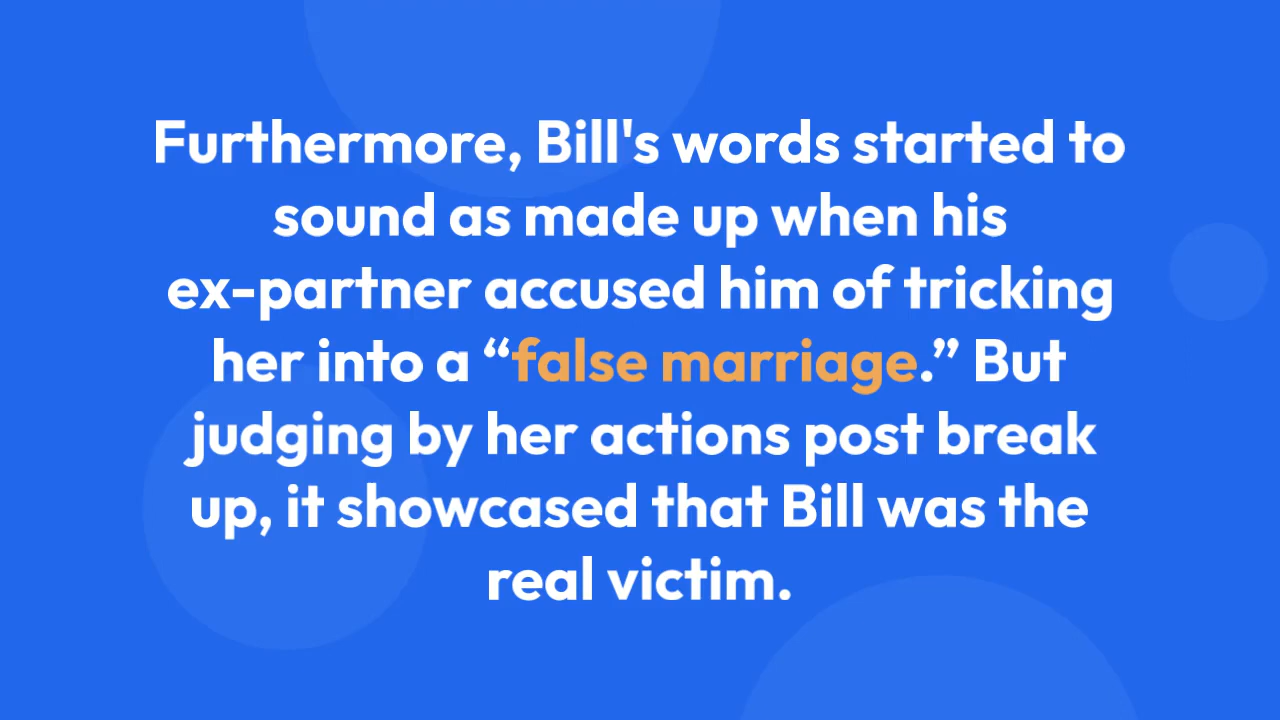 Furthermore, Bill's words started to
sound as made up when his
ex-partner accused him of tricking
her into a “false marriage.” But
judging by her actions post break
up, it showcased that Bill was the
real victim.